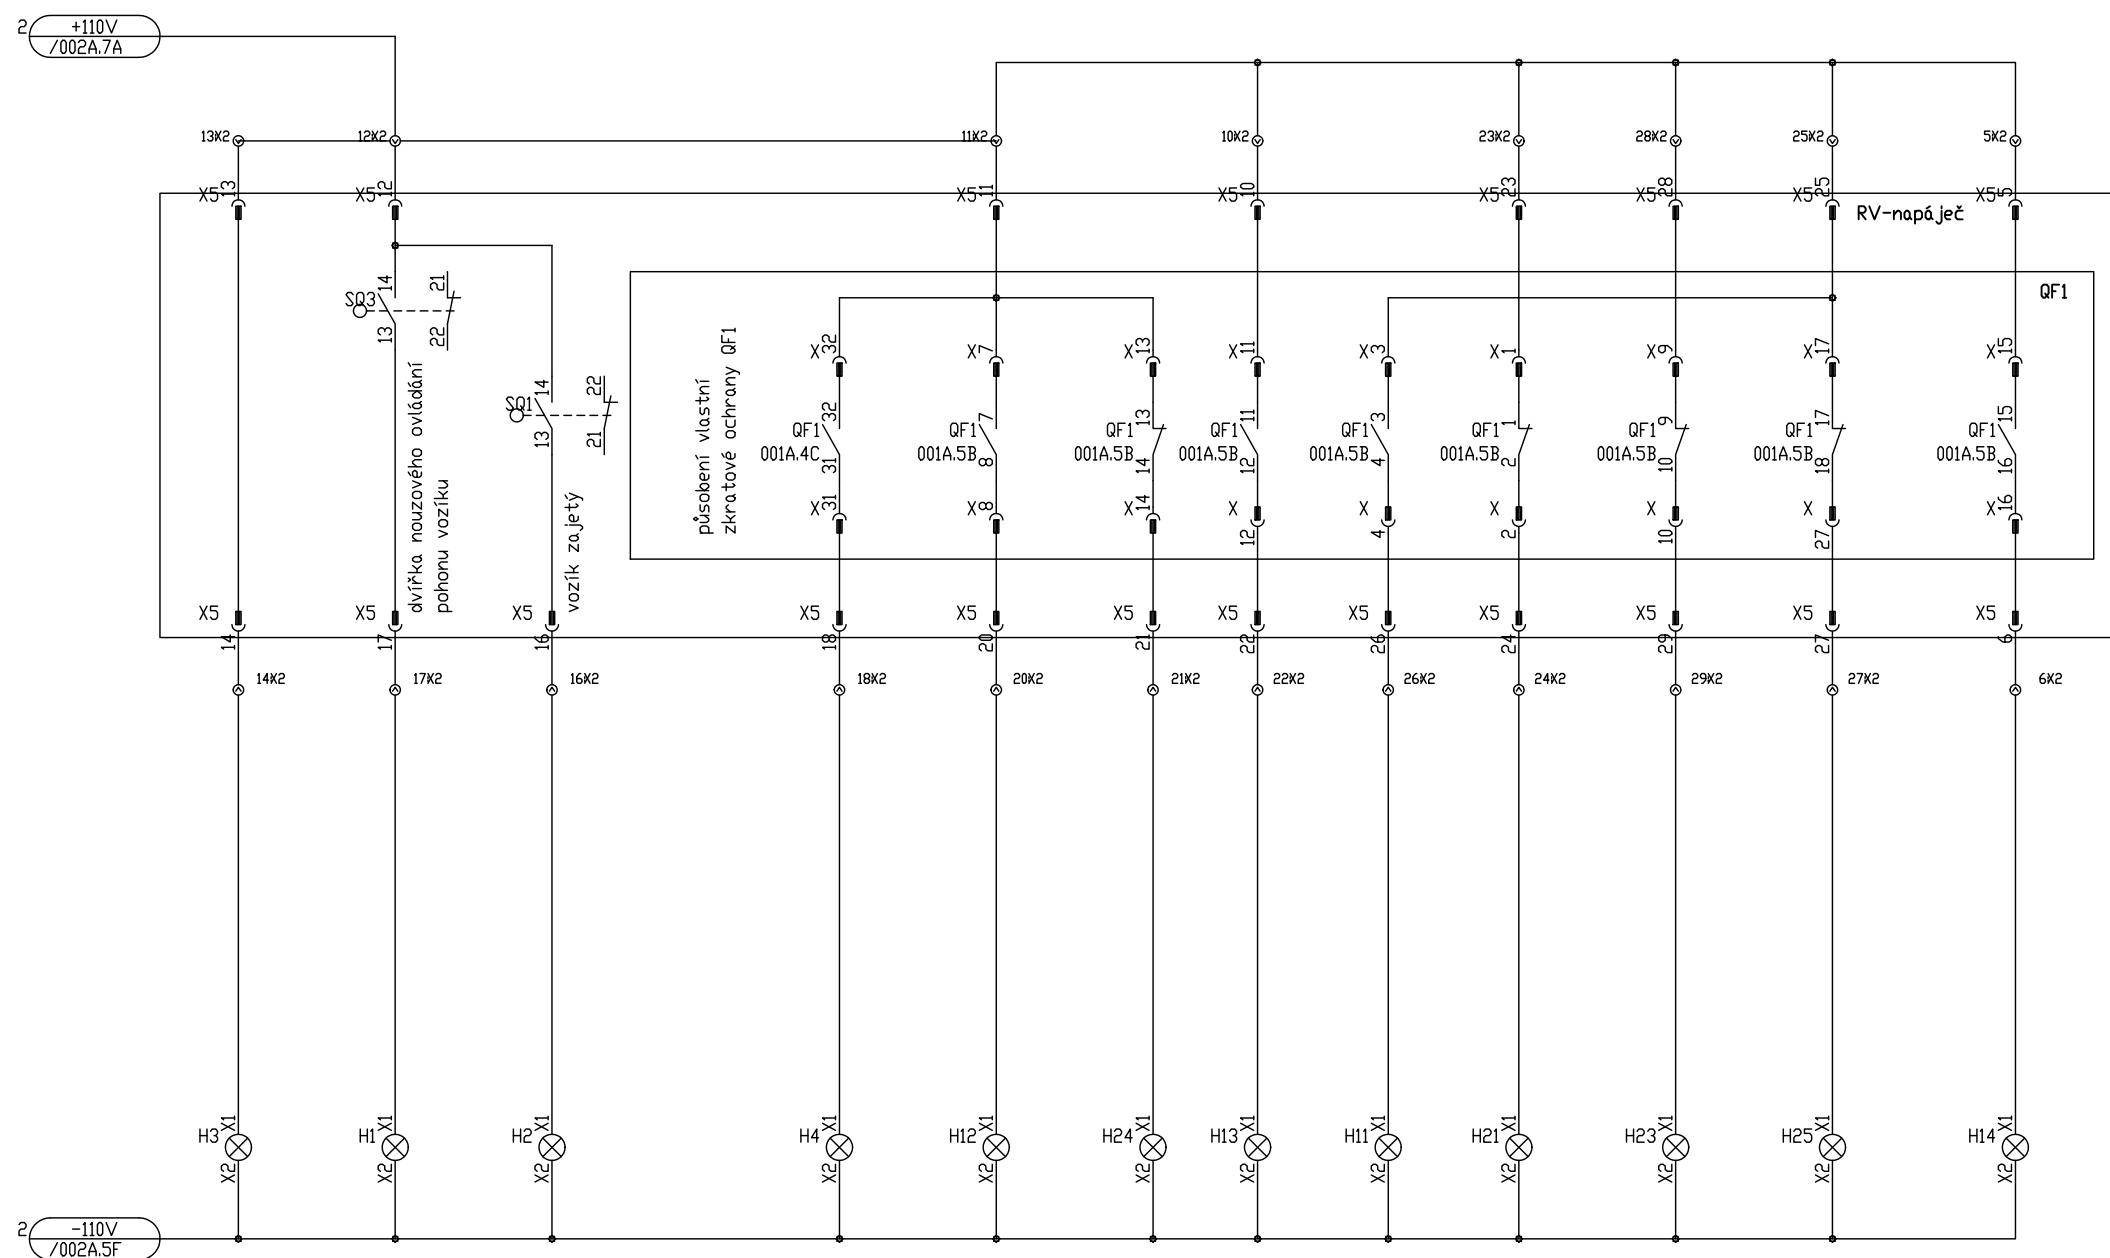 2 +110V
/002A.7A
13X2 12X2 11X2 10X2 23X2 28X2 25X2 5X2
X5 13 X5 12 X5 11 X5 10 X5 23 X5 28 X5 25 X5 5
RV-napáječ
QF1
SQ3 14 13 21 22
SQ1 14 13 22 21
dvířka nouzového ovládání
pohonu vozíku
vozík zajetý
působení vlastní
zkratové ochrany QF1
X 32 X 7 X 13 X 11 X 3 X 1 X 9 X 17 X 15
32 7 13 11 3 1 9 17 15
QF1 QF1 QF1 QF1 QF1 QF1 QF1 QF1 QF1
001A.4C 001A.5B 001A.5B 001A.5B 001A.5B 001A.5B 001A.5B 001A.5B 001A.5B
31 8 14 12 4 2 10 18 16
X 31 X 8 X 14 X 12 X 4 X 2 X 10 X 27 X 16
X5 14 X5 17 X5 16 X5 18 X5 20 X5 21 X5 22 X5 26 X5 24 X5 29 X5 27 X5 6
14X2 17X2 16X2 18X2 20X2 21X2 22X2 26X2 24X2 29X2 27X2 6X2
X1 X1 X1 X1 X1 X1 X1 X1 X1 X1 X1 X1
H3 H1 H2 H4 H12 H24 H13 H11 H21 H23 H25 H14
X2 X2 X2 X2 X2 X2 X2 X2 X2 X2 X2 X2
2 -110V
/002A.5F